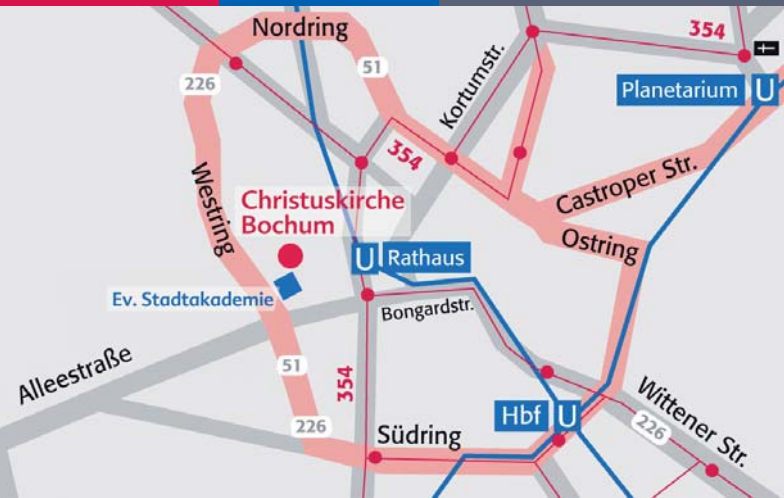 Nordring
354
51
226
Kortumstr.
Planetarium U
354
Castroper Str.
Westring
Christuskirche
Bochum
Ostring
U Rathaus
Ev. Stadtakademie
Bongardstr.
Alleestraße
51
354
Wittener Str.
Hbf U
226
226
Südring